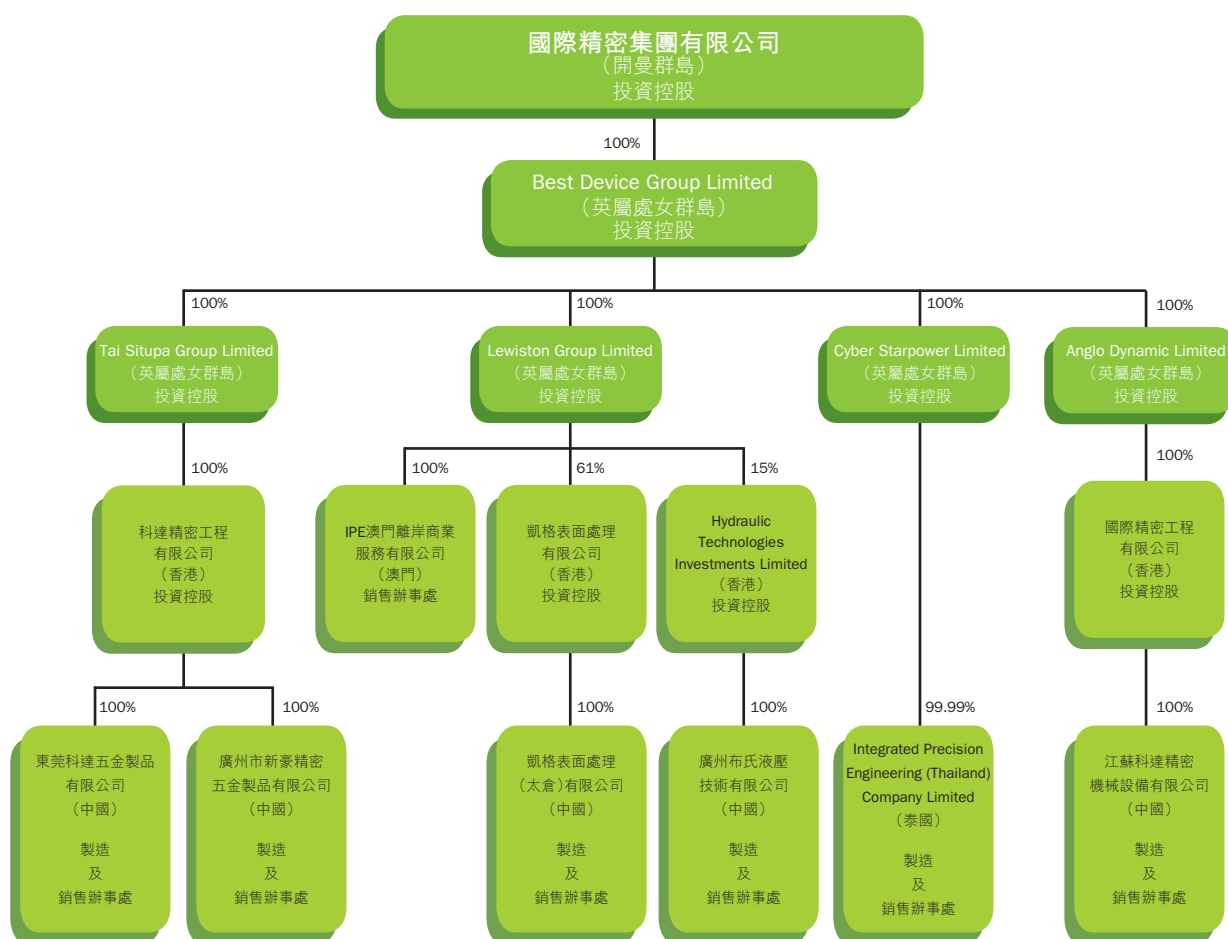 國際精密集團有限公司
（開曼群島）
投資控股
100%
Best Device Group Limited
（英屬處女群島）
投資控股
100%
100%
100%
100%
Tai Situpa Group Limited
（英屬處女群島）
投資控股
Lewiston Group Limited
（英屬處女群島）
投資控股
Cyber Starpower Limited
（英屬處女群島）
投資控股
Anglo Dynamic Limited
（英屬處女群島）
投資控股
100%
100%
61%
15%
100%
科達精密工程
有限公司
（香港）
投資控股
IPE澳門離岸商業
服務有限公司
（澳門）
銷售辦事處
凱格表面處理
有限公司
（香港）
投資控股
Hydraulic
Technologies
Investments Limited
（香港）
投資控股
國際精密工程
有限公司
（香港）
投資控股
100%
100%
100%
100%
99.99%
100%
東莞科達五金製品
有限公司
（中國）
製造
及
銷售辦事處
廣州市新豪精密
五金製品有限公司
（中國）
製造
及
銷售辦事處
凱格表面處理
（太倉）有限公司
（中國）
製造
及
銷售辦事處
廣州布氏液壓
技術有限公司
（中國）
製造
及
銷售辦事處
Integrated Precision
Engineering (Thailand)
Company Limited
（泰國）
製造
及
銷售辦事處
江蘇科達精密
機械設備有限公司
（中國）
製造
及
銷售辦事處